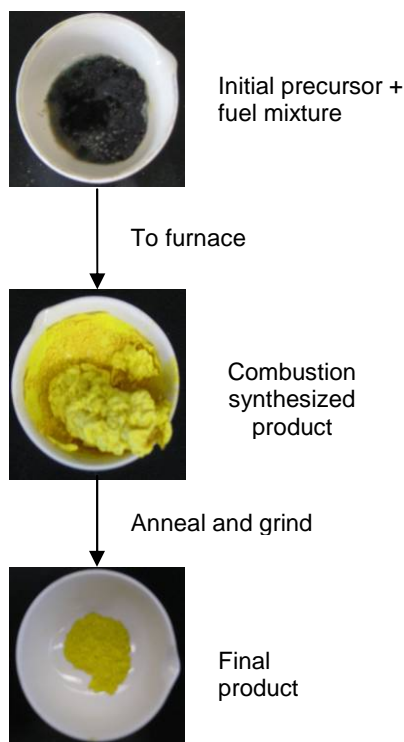 Initial precursor +
fuel mixture
To furnace
Combustion
synthesized
product
Anneal and grind
Final
product